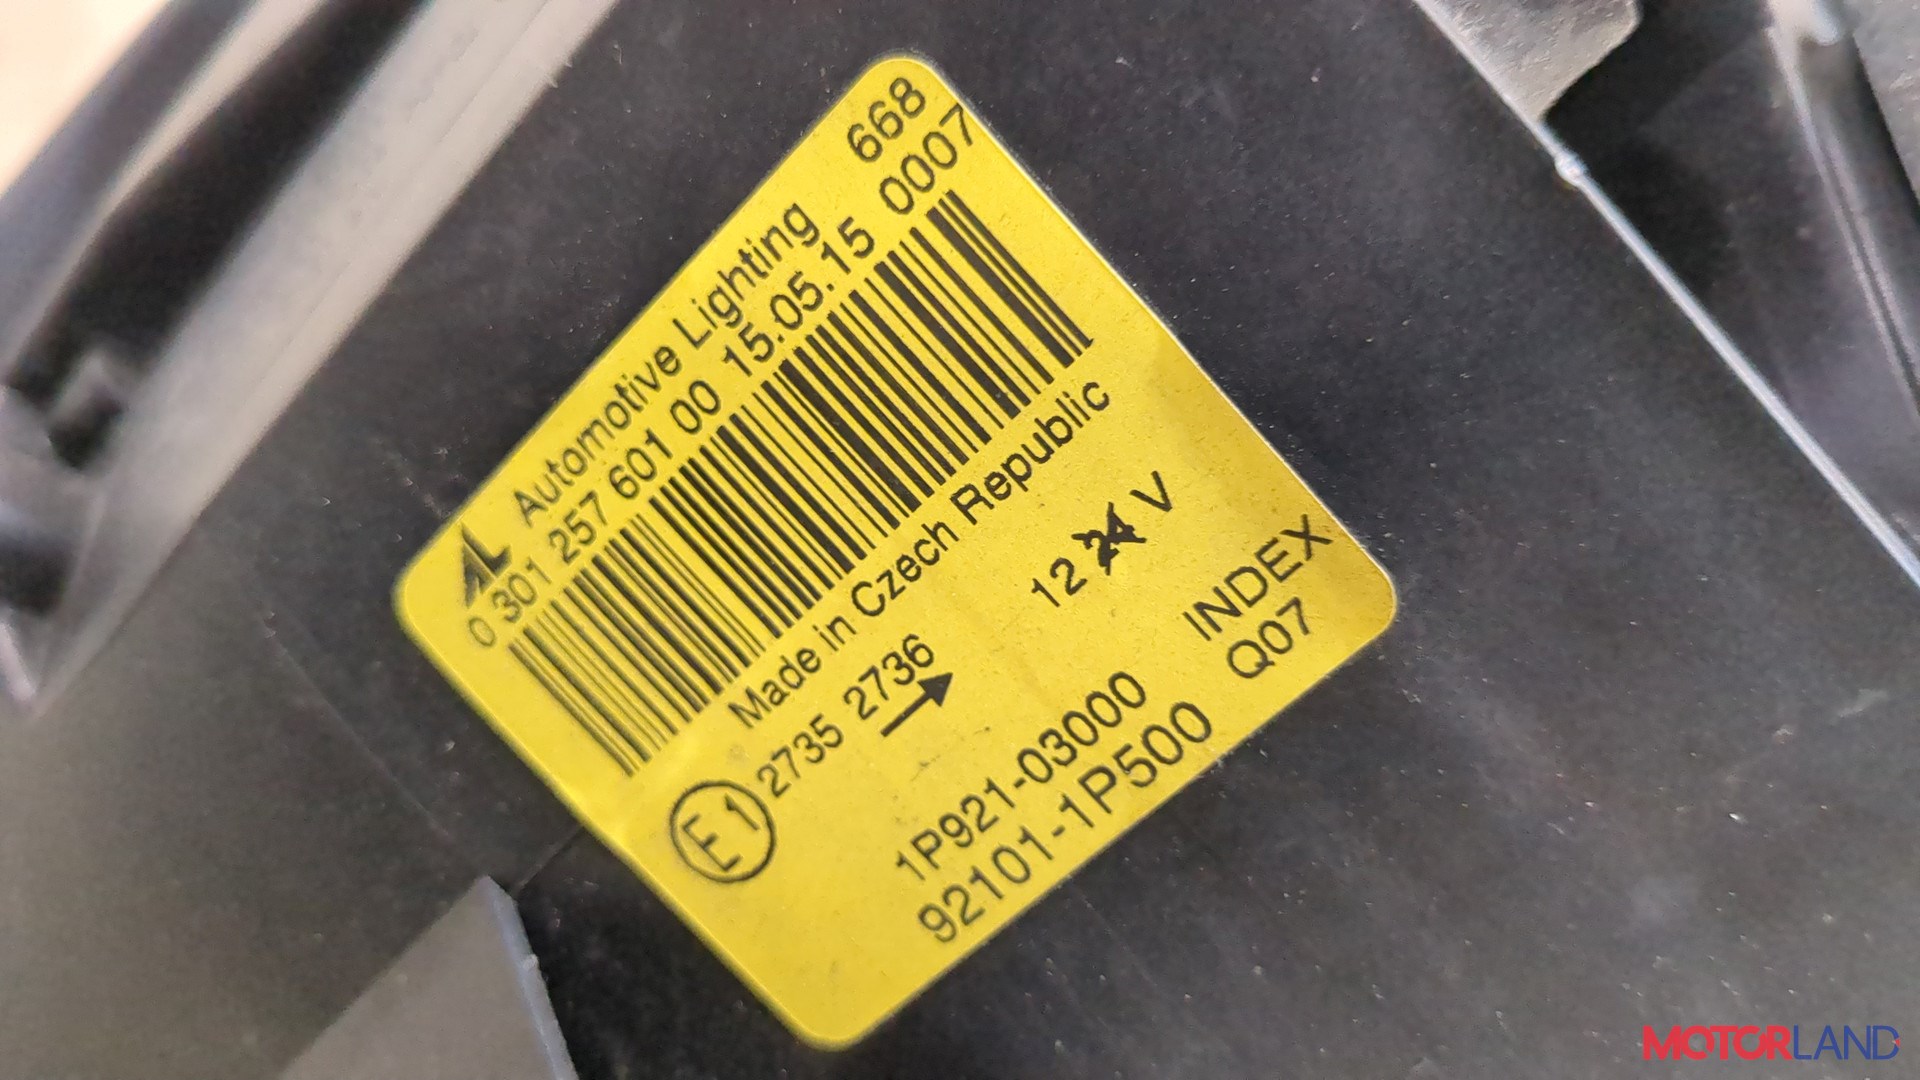 668
AL Automotive Lighting 0007
0 301 257 601 00 15.05.15
Made in Czech Republic
E1 2735 2736 12 24 V
→
INDEX
1P921-03000 Q07
92101-1P500
MOTORLAND